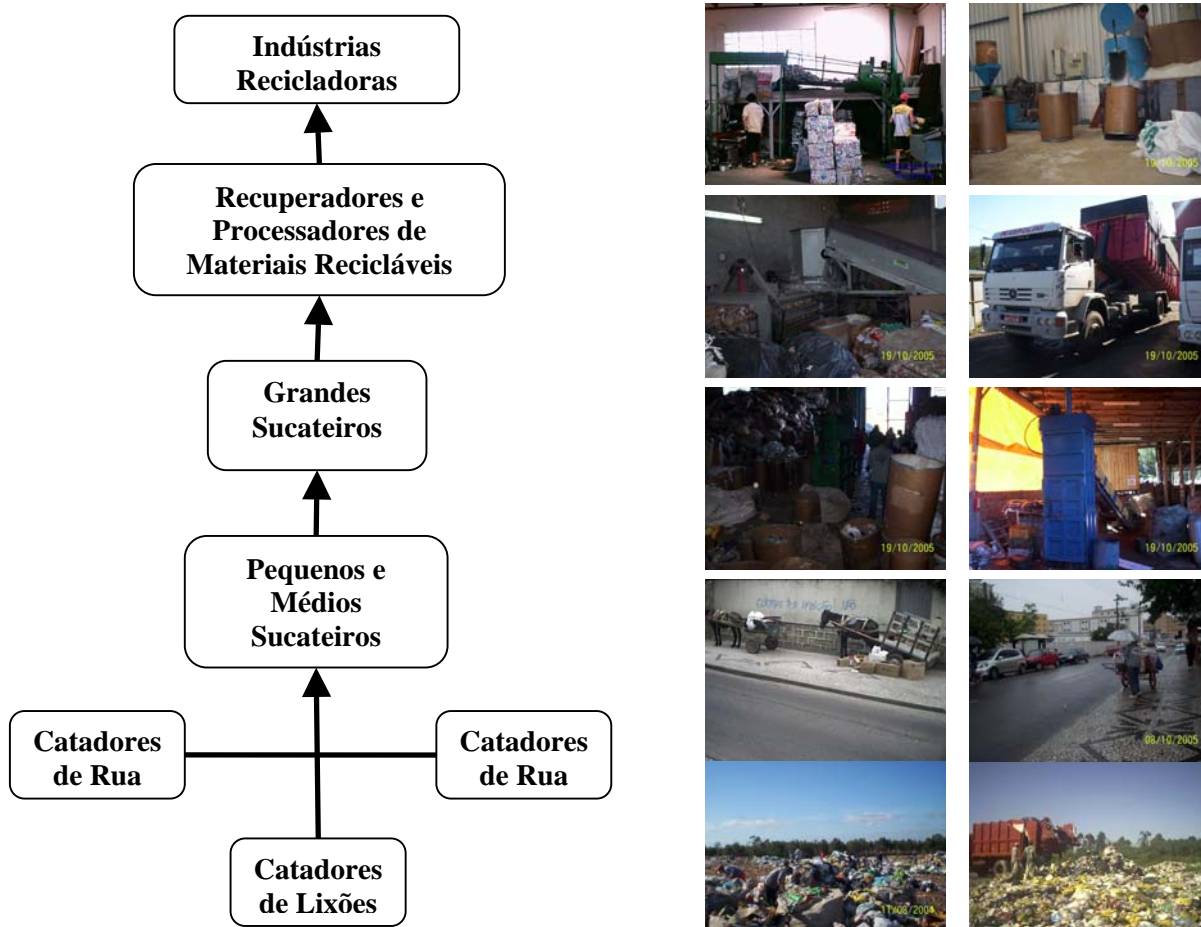 Indústrias
Recicladoras
Recuperadores e
Processadores de
Materiais Recicláveis
Grandes
Sucateiros
Pequenos e
Médios
Sucateiros
Catadores
de Rua
Catadores
de Rua
Catadores
de Lixões
19/10/2005
19/10/2005
19/10/2005
19/10/2005
19/10/2005
08/10/2005